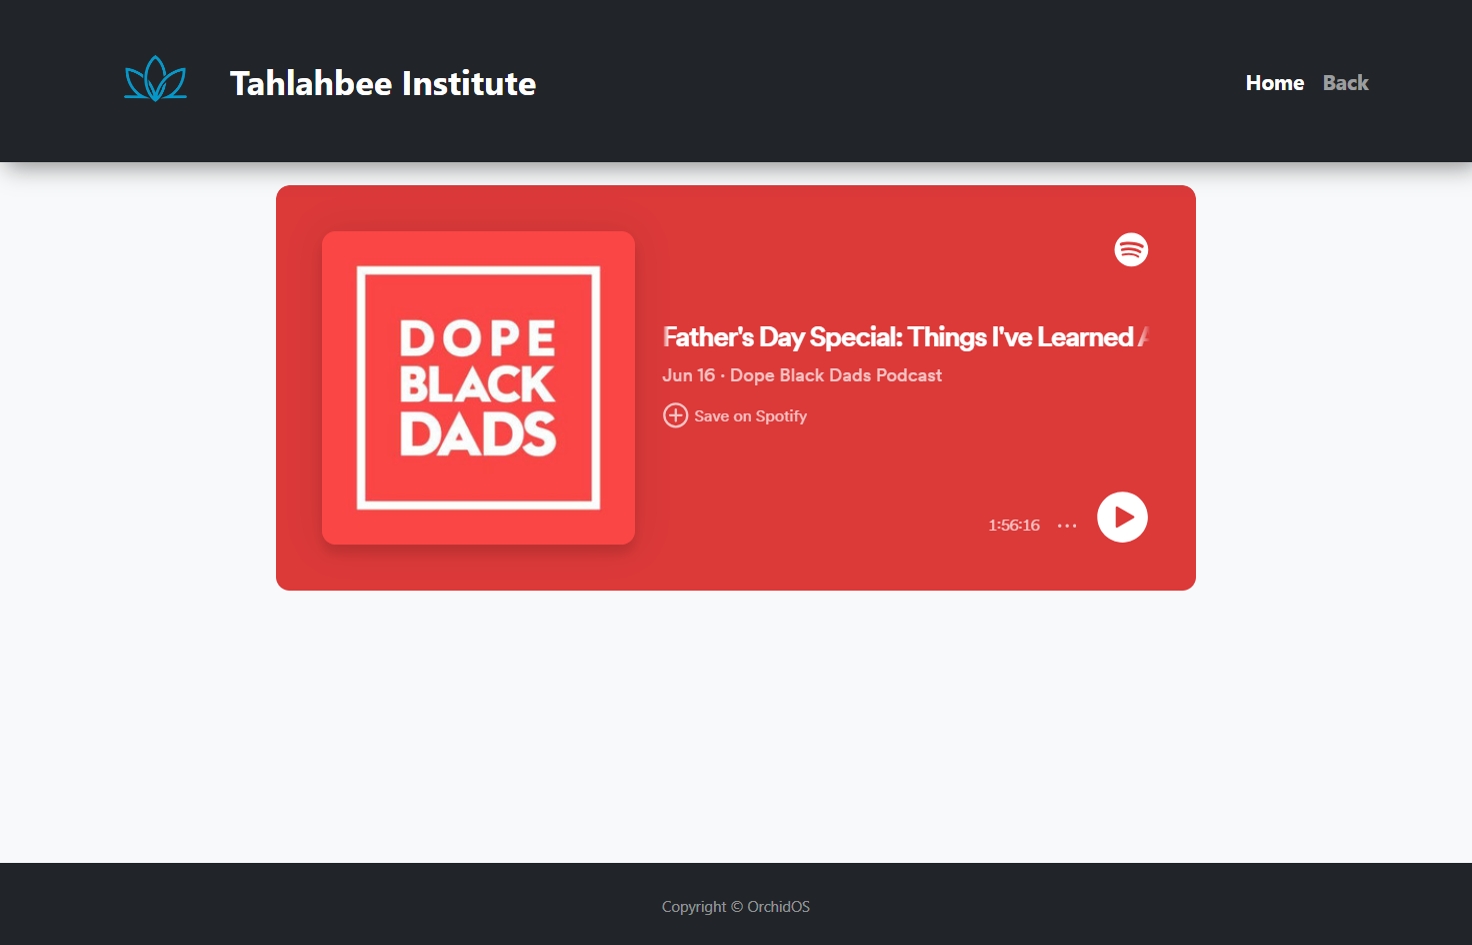 Tahlahbee Institute
Home Back
DOPE
BLACK
DADS
Father's Day Special: Things I've Learned
Jun 16 · Dope Black Dads Podcast
Save on Spotify
1:56:16
Copyright © OrchidOS